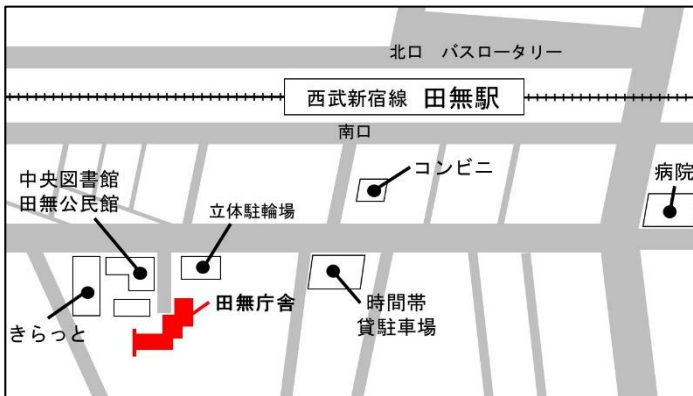 北口 バスロータリー
西武新宿線 田無駅
南口
コンビニ
病院
中央図書館
田無公民館
立体駐輪場
田無庁舎
時間帯
貸駐車場
きらっと